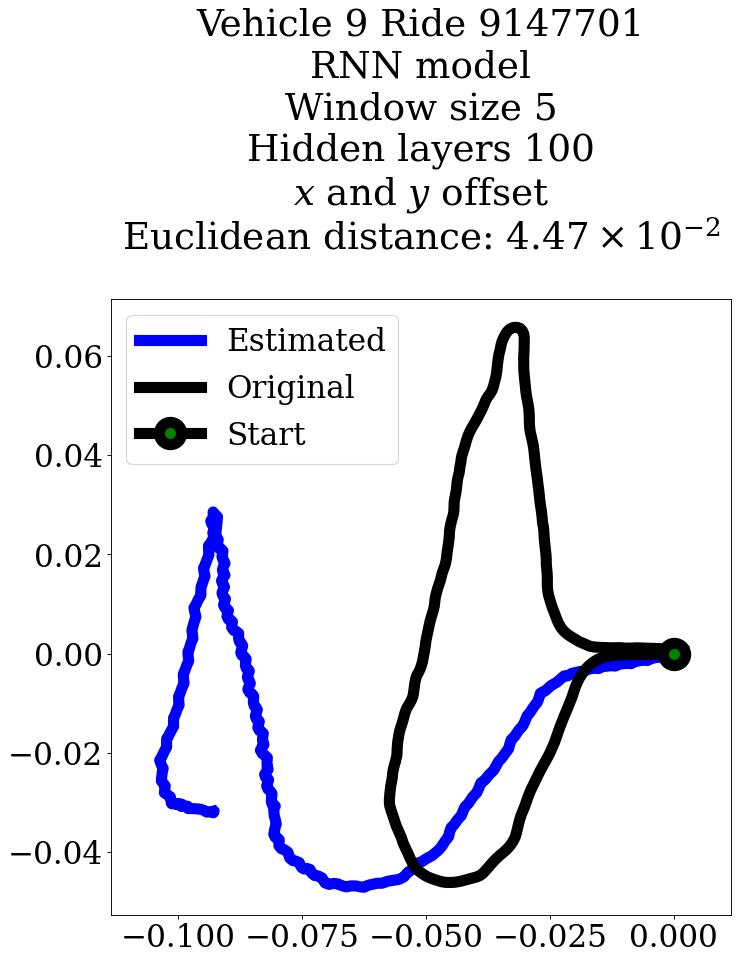 Vehicle 9 Ride 9147701
RNN model
Window size 5
Hidden layers 100
x and y offset
Euclidean distance: 4.47 × 10⁻²
Estimated
Original
Start
0.06
0.04
0.02
0.00
−0.02
−0.04
−0.100 −0.075 −0.050 −0.025 0.000